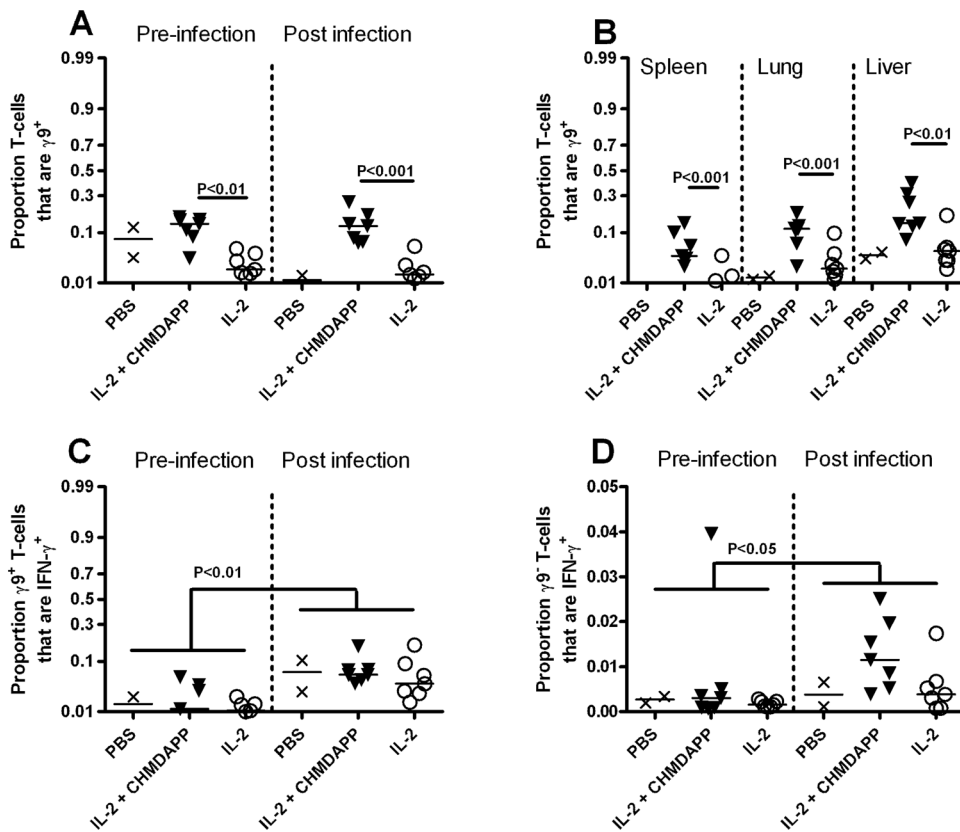 A
Pre-infection
Post infection
Proportion T-cells
that are γ9⁺
0.99
0.9
0.7
0.5
0.3
0.1
0.01
P<0.01
P<0.001
PBS
IL-2 + CHMDAPP
IL-2
PBS
IL-2 + CHMDAPP
IL-2
B
Spleen
Lung
Liver
Proportion T-cells
that are γ9⁺
0.99
0.9
0.7
0.5
0.3
0.1
0.01
P<0.001
P<0.001
P<0.01
PBS
IL-2 + CHMDAPP
IL-2
PBS
IL-2 + CHMDAPP
IL-2
PBS
IL-2 + CHMDAPP
IL-2
C
Pre-infection
Post infection
Proportion γ9⁺ T-cells
that are IFN-γ⁺
0.99
0.9
0.7
0.5
0.3
0.1
0.01
P<0.01
PBS
IL-2 + CHMDAPP
IL-2
PBS
IL-2 + CHMDAPP
IL-2
D
Pre-infection
Post infection
Proportion γ9⁻ T-cells
that are IFN-γ⁺
0.05
0.04
0.03
0.02
0.01
0.00
P<0.05
PBS
IL-2 + CHMDAPP
IL-2
PBS
IL-2 + CHMDAPP
IL-2